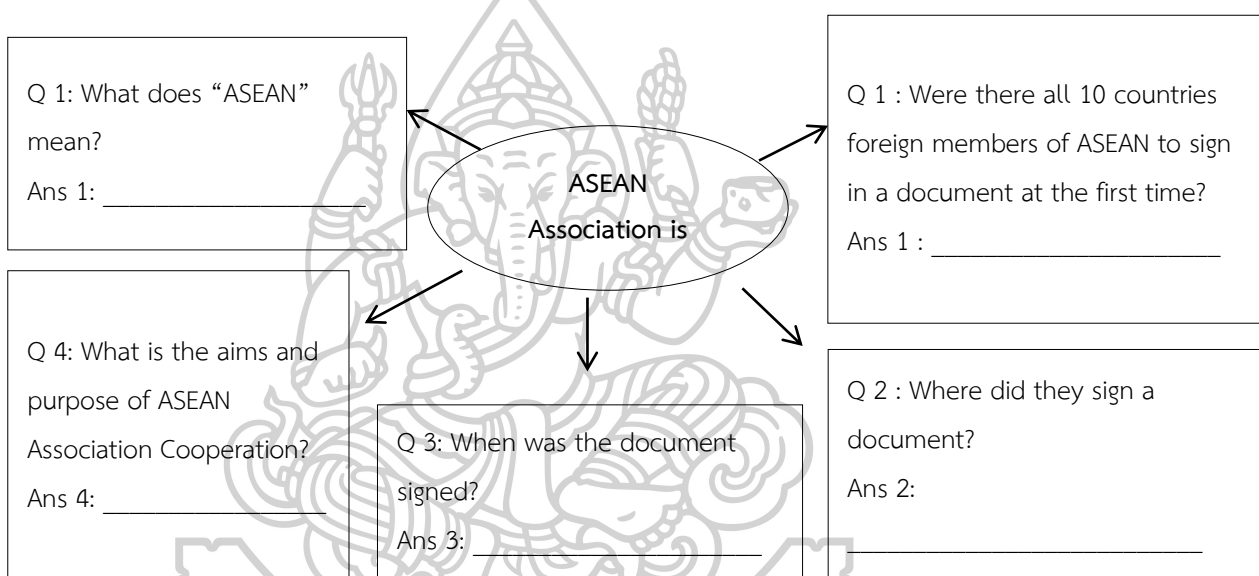 Q 1: What does “ASEAN”
mean?
Ans 1: ____________________
ASEAN
Association is
Q 1 : Were there all 10 countries
foreign members of ASEAN to sign
in a document at the first time?
Ans 1 : ______________________
Q 4: What is the aims and
purpose of ASEAN
Association Cooperation?
Ans 4: _________________
Q 3: When was the document
signed?
Ans 3: ______________________
Q 2 : Where did they sign a
document?
Ans 2:
___________________________